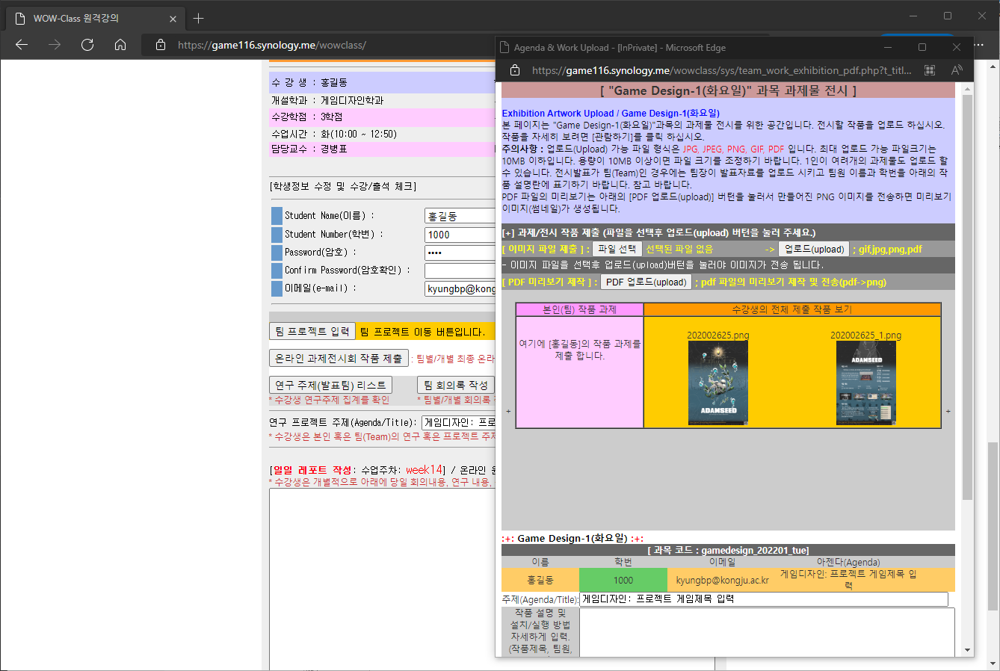 WOW-Class 원격강의
https://game116.synology.me/wowclass/
수 강 생 : 홍길동
개설학과 : 게임디자인학과
수강학점 : 3학점
수업시간 : 화(10:00 ~ 12:50)
담당교수 : 경병표
[학생정보 수정 및 수강/출석 체크]
Student Name(이름) : 홍길동
Student Number(학번) : 1000
Password(암호) : ••••
Confirm Password(암호확인) :
이메일(e-mail) : kyungbp@kong
팀 프로젝트 입력 팀 프로젝트 이동 버튼입니다.
온라인 과제전시회 작품 제출 : 팀별/개별 최종 온라
연구 주제(발표팀) 리스트 팀 회의록 작성
* 수강생 연구주제 집계를 확인 * 팀별/개별 회의록
연구 프로젝트 주제(Agenda/Title): 게임디자인: 프로
* 수강생은 본인 혹은 팀(Team)의 연구 혹은 프로젝트 주제
[일일 레포트 작성: 수업주차: week14] / 온라인 원
* 수강생은 개별적으로 아래에 당일 회의내용, 연구 내용,
Agenda & Work Upload - [InPrivate] - Microsoft Edge
https://game116.synology.me/wowclass/sys/team_work_exhibition_pdf.php?t_titl...
[ "Game Design-1(화요일)" 과목 과제물 전시 ]
Exhibition Artwork Upload / Game Design-1(화요일)
본 페이지는 "Game Design-1(화요일)"과목의 과제물 전시를 위한 공간입니다. 전시할 작품을 업로드 하십시오.
작품을 자세히 보려면 [관람하기]를 클릭 하십시오.
주의사항 : 업로드(Upload) 가능 파일 형식은 JPG, JPEG, PNG, GIF, PDF 입니다. 최대 업로드 가능 파일크기는
10MB 이하입니다. 용량이 10MB 이상이면 파일 크기를 조정하기 바랍니다. 1인이 여려개의 과제물도 업로드 할
수 있습니다. 전시발표가 팀(Team)인 경우에는 팀장이 발표자료를 업로드 시키고 팀원 이름과 학번을 아래의 작
품 설명란에 표기하기 바랍니다. 참고 바랍니다.
PDF 파일의 미리보기는 아래의 [PDF 업로드(upload)] 버턴을 눌러서 만들어진 PNG 이미지를 전송하면 미리보기
이미지(썸네일)가 생성됩니다.
[+] 과제/전시 작품 제출 (파일을 선택후 업로드(upload) 버턴을 눌러 주세요.)
[ 이미지 파일 제출 ] : 파일 선택 선택된 파일 없음 -> 업로드(upload) ; gif,jpg,png,pdf
- 이미지 파일을 선택후 업로드(upload)버턴을 눌러야 이미지가 전송 됩니다.
[ PDF 미리보기 제작 ] : PDF 업로드(upload) ; pdf 파일의 미리보기 제작 및 전송(pdf->png)
본인(팀) 작품 과제 수강생의 전체 제출 작품 보기
여기에 [홍길동]의 작품 과제를
제출 합니다.
202002625.png 202002625_1.png
ADAMSEED
ADAMSEED
+ +
:+: Game Design-1(화요일) :+:
[ 과목 코드 : gamedesign_202201_tue]
이름 학번 이메일 아젠다(Agenda)
홍길동 1000 kyungbp@kongju.ac.kr 게임디자인: 프로젝트 게임제목 입
력
주제(Agenda/Title): 게임디자인: 프로젝트 게임제목 입력
작품 설명 및
설치/실행 방법
자세하게 입력.
(작품제목, 팀원,